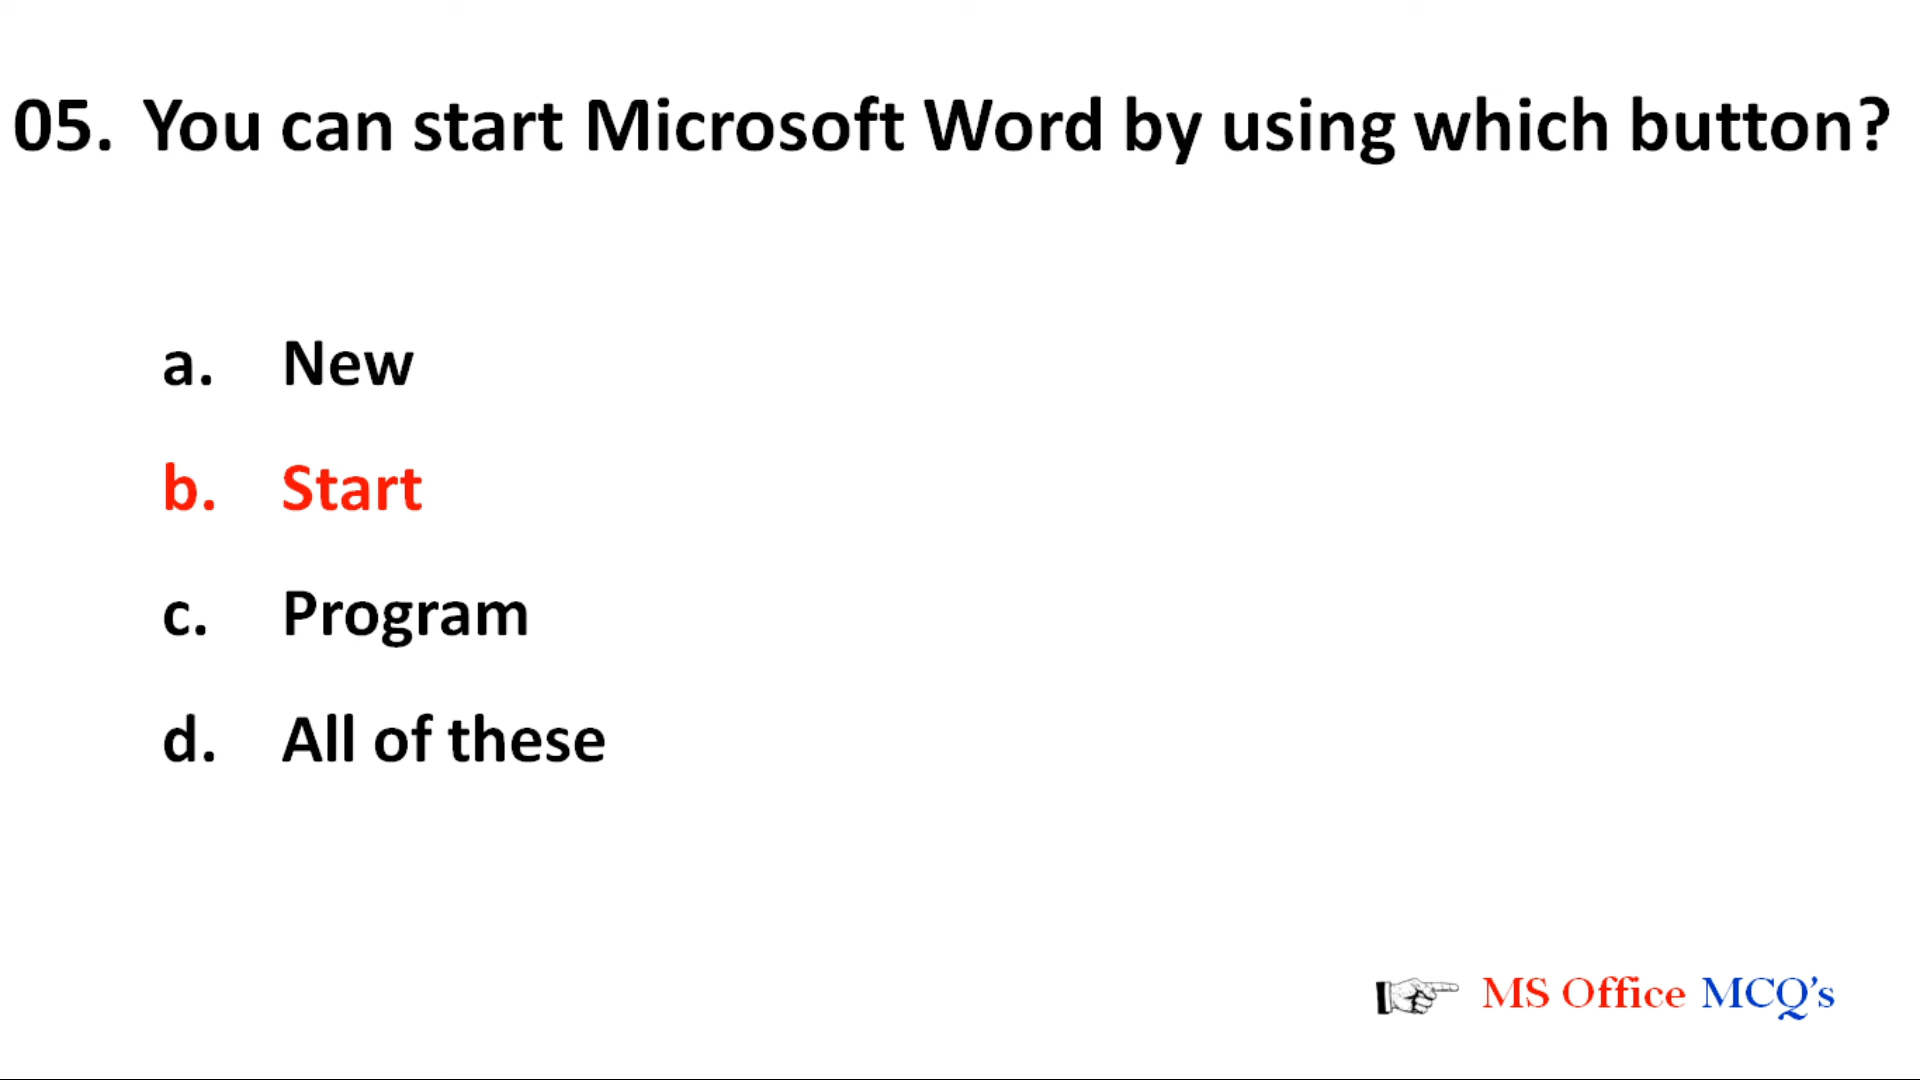 05. You can start Microsoft Word by using which button?
a. New
b. Start
c. Program
d. All of these
MS Office MCQ's